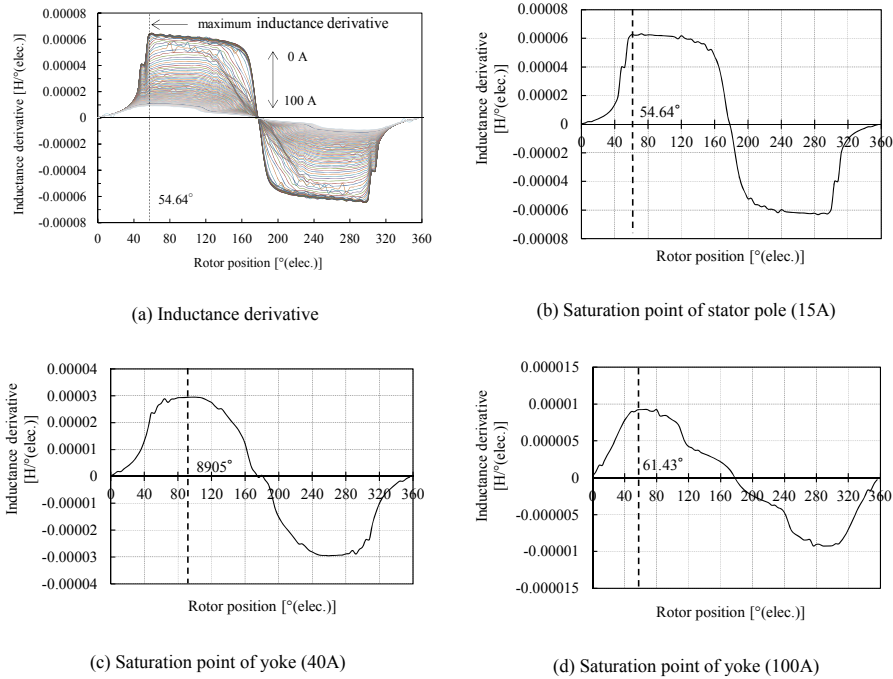 maximum inductance derivative
0.00008
0.00006
0.00004
0.00002
0
-0.00002
-0.00004
-0.00006
-0.00008
Inductance derivative [H/°(elec.)]
0 A
100 A
54.64°
0 40 80 120 160 200 240 280 320 360
Rotor position [°(elec.)]
(a) Inductance derivative
0.00008
0.00006
0.00004
0.00002
0
-0.00002
-0.00004
-0.00006
-0.00008
Inductance derivative
[H/°(elec.)]
54.64°
0 40 80 120 160 200 240 280 320 360
Rotor position [°(elec.)]
(b) Saturation point of stator pole (15A)
0.00004
0.00003
0.00002
0.00001
0
-0.00001
-0.00002
-0.00003
-0.00004
Inductance derivative
[H/°(elec.)]
8905°
0 40 80 120 160 200 240 280 320 360
Rotor position [°(elec.)]
(c) Saturation point of yoke (40A)
0.000015
0.00001
0.000005
0
-0.000005
-0.00001
-0.000015
Inductance derivative
[H/°(elec.)]
61.43°
0 40 80 120 160 200 240 280 320 360
Rotor position [°(elec.)]
(d) Saturation point of yoke (100A)